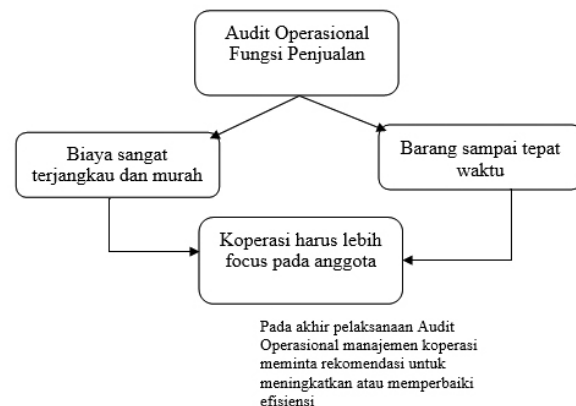 Audit Operasional
Fungsi Penjualan
Biaya sangat
terjangkau dan murah
Barang sampai tepat
waktu
Koperasi harus lebih
focus pada anggota
Pada akhir pelaksanaan Audit
Operasional manajemen koperasi
meminta rekomendasi untuk
meningkatkan atau memperbaiki
efisiensi